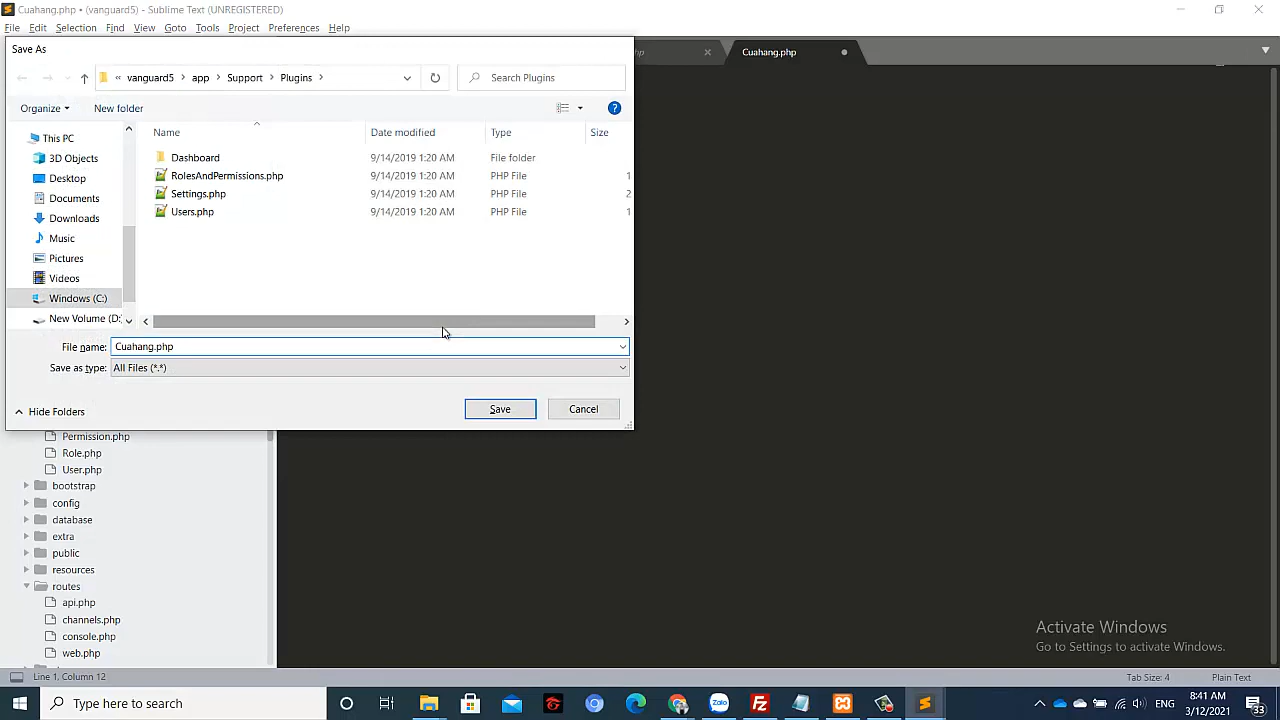 Cuahang.php • (vanguard5) - Sublime Text (UNREGISTERED)
File Edit Selection Find View Goto Tools Project Preferences Help
Save As
hp
Cuahang.php
« vanguard5 > app > Support > Plugins >
Search Plugins
Organize
New folder
Name Date modified Type Size
This PC
3D Objects
Desktop
Documents
Downloads
Music
Pictures
Videos
Windows (C:)
New Volume (D:
Dashboard 9/14/2019 1:20 AM File folder
RolesAndPermissions.php 9/14/2019 1:20 AM PHP File 1
Settings.php 9/14/2019 1:20 AM PHP File 2
Users.php 9/14/2019 1:20 AM PHP File 1
File name: Cuahang.php
Save as type: All Files (*.*)
Hide Folders
Save
Cancel
Permission.php
Role.php
User.php
bootstrap
config
database
extra
public
resources
routes
api.php
channels.php
console.php
web.php
Activate Windows
Go to Settings to activate Windows.
Line 1, Column 12
Tab Size: 4
Plain Text
Type here to search
ENG
8:41 AM
3/12/2021
33